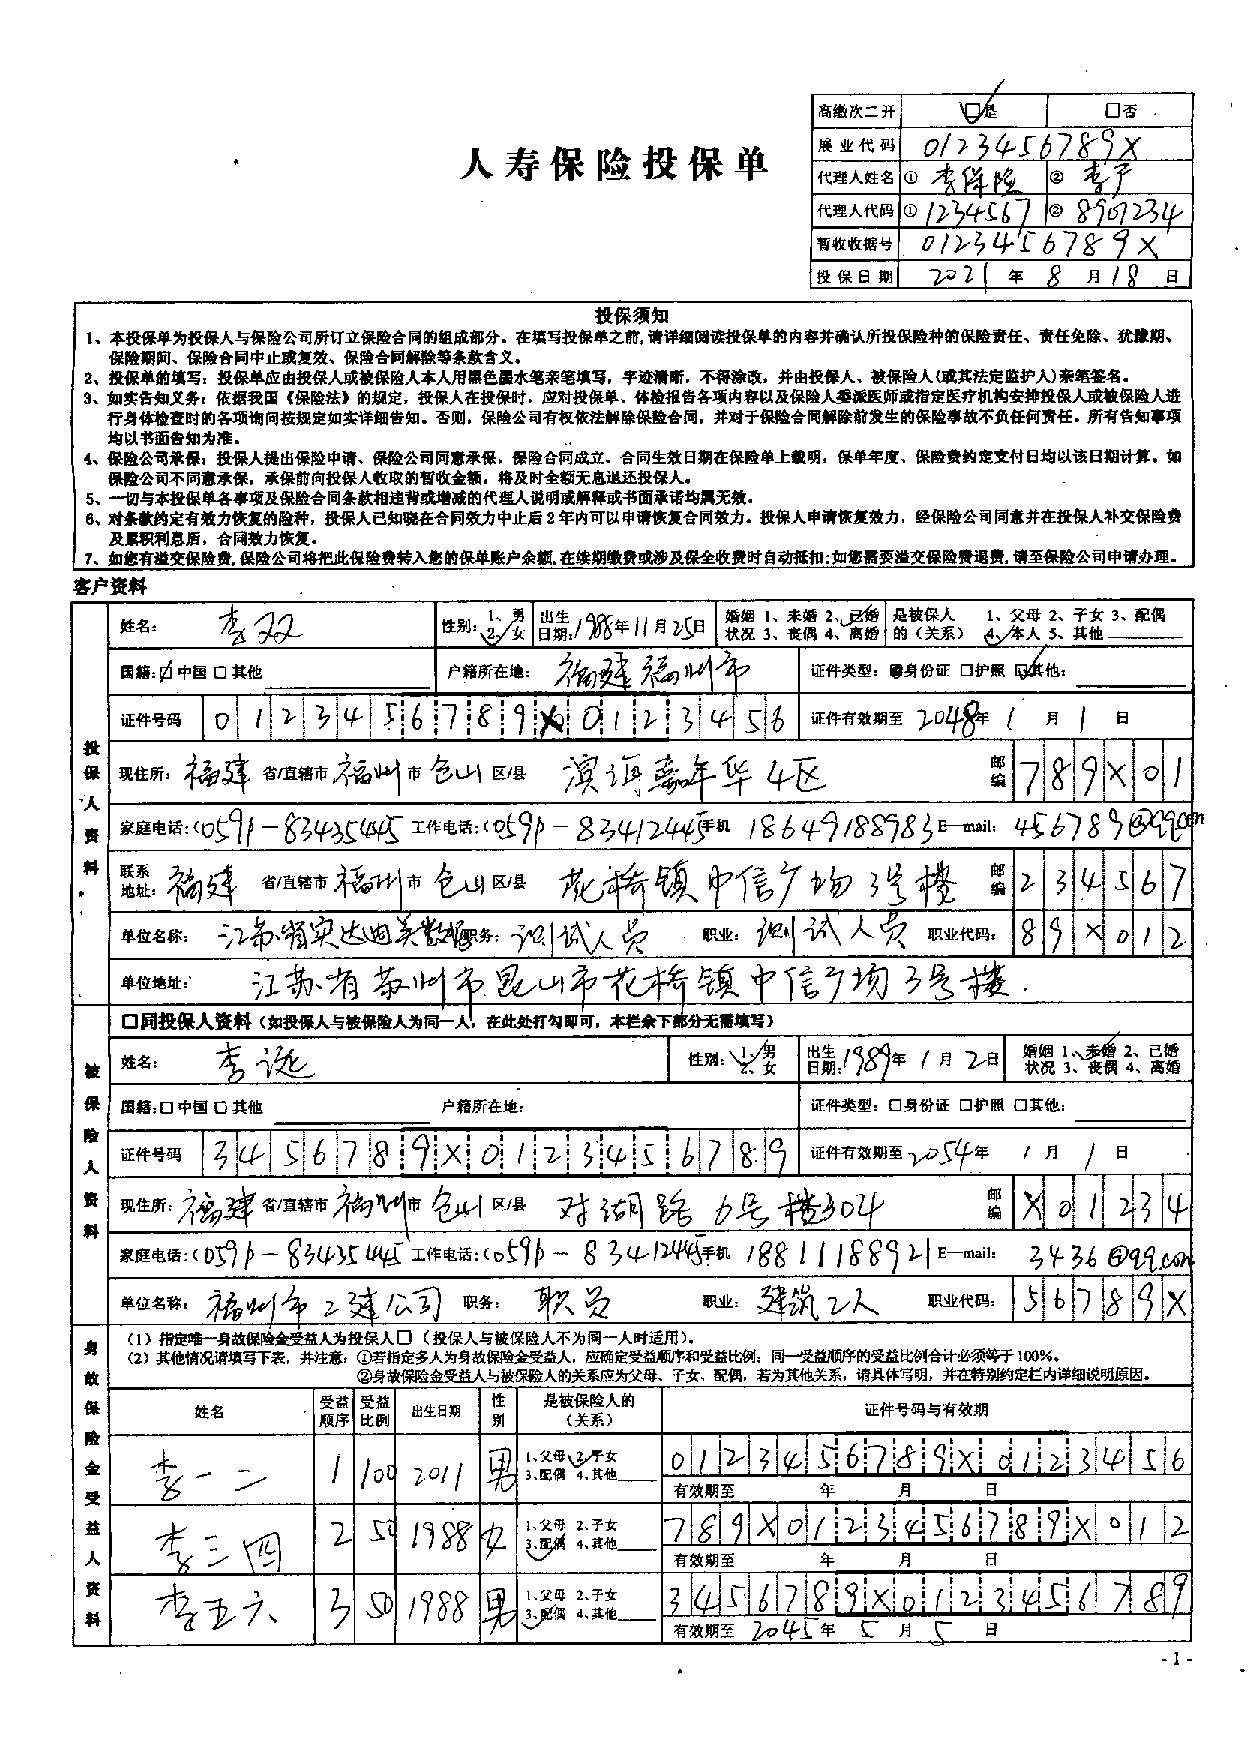 高缴次二开 □是 □否
人寿保险投保单
展业代码 0123456789X
代理人姓名 ① 李保险 ② 李户
代理人代码 ① 1234567 ② 8901234
暂收收据号 0123456789X
投保日期 2021 年 8 月 18 日
投保须知
1、本投保单为投保人与保险公司所订立保险合同的组成部分。在填写投保单之前,请详细阅读投保单的内容并确认所投保险种的保险责任、责任免除、犹豫期、
保险期间、保险合同中止或复效、保险合同解除等条款含义。
2、投保单的填写：投保单应由投保人或被保险人本人用黑色墨水笔亲笔填写，字迹清晰，不得涂改，并由投保人、被保险人(或其法定监护人)亲笔签名。
3、如实告知义务：依据我国《保险法》的规定，投保人在投保时，应对投保单、体检报告各项内容以及保险人委派医师或指定医疗机构安排投保人或被保险人进
行身体检查时的各项询问按规定如实详细告知。否则，保险公司有权依法解除保险合同，并对于保险合同解除前发生的保险事故不负任何责任。所有告知事项
均以书面告知为准。
4、保险公司承保：投保人提出保险申请、保险公司同意承保，保险合同成立。合同生效日期在保险单上载明，保单年度、保险费约定支付日均以该日期计算。如
保险公司不同意承保，承保前向投保人收取的暂收金额，将及时全额无息退还投保人。
5、一切与本投保单各事项及保险合同条款相违背或增减的代理人说明或解释或书面承诺均属无效。
6、对条款约定有效力恢复的险种，投保人已知晓在合同效力中止后2年内可以申请恢复合同效力。投保人申请恢复效力，经保险公司同意并在投保人补交保险费
及累积利息后，合同效力恢复。
7、如您有溢交保险费,保险公司将把此保险费转入您的保单账户余额,在续期缴费或涉及保全收费时自动抵扣;如您需要溢交保险费退费,请至保险公司申请办理。
客户资料
投保人资料
姓名: 李双 性别: 1、男 2、女 出生日期: 1988年11月25日 婚姻状况 1、未婚 2、已婚 3、丧偶 4、离婚 是被保人的（关系） 1、父母 2、子女 3、配偶 4、本人 5、其他
国籍:□中国 □其他 户籍所在地: 福建福州市 证件类型: □身份证 □护照 □其他:
证件号码 0123456789X0123456 证件有效期至 2048年 1 月 1 日
现住所: 福建 省/直辖市 福州 市 仓山 区/县 滨海嘉年华4区 邮编 789X01
家庭电话:(0591)-83435445 工作电话:(0591)-83412445 手机 18649188983 E-mail: 456789@qq.com
联系地址: 福建 省/直辖市 福州 市 仓山 区/县 花桥镇中信广场3号楼 邮编 234567
单位名称: 江苏省实达迪美数据 职务: 测试人员 职业: 测试人员 职业代码: 89X012
单位地址: 江苏省苏州市昆山市花桥镇中信广场3号楼.
被保险人资料
□同投保人资料（如投保人与被保险人为同一人，在此处打勾即可，本栏余下部分无需填写）
姓名: 李诞 性别: 1、男 2、女 出生日期: 1989年 1 月 2日 婚姻状况 1、未婚 2、已婚 3、丧偶 4、离婚
国籍:□中国 □其他 户籍所在地: 证件类型: □身份证 □护照 □其他:
证件号码 3456789X0123456789 证件有效期至 2054年 1 月 1 日
现住所: 福建 省/直辖市 福州 市 仓山 区/县 对湖路6号楼304 邮编 X01234
家庭电话:(0591)-83435445 工作电话:(0591)-83412445 手机 18811188921 E-mail: 3436@qq.com
单位名称: 福州市二建公司 职务: 职员 职业: 建筑工人 职业代码: 56789X
身故保险金受益人资料
（1）指定唯一身故保险金受益人为投保人□（投保人与被保险人不为同一人时适用）。
（2）其他情况请填写下表，并注意：①若指定多人为身故保险金受益人，应确定受益顺序和受益比例；同一受益顺序的受益比例合计必须等于100%。
②身故保险金受益人与被保险人的关系应为父母、子女、配偶，若为其他关系，请具体写明，并在特别约定栏内详细说明原因。
姓名 受益顺序 受益比例 出生日期 性别 是被保险人的（关系） 证件号码与有效期
李一二 1 100 2011 男 1、父母 2、子女 3、配偶 4、其他 0123456789X0123456
有效期至 年 月 日
李三四 2 50 1988 女 1、父母 2、子女 3、配偶 4、其他 789X0123456789X012
有效期至 年 月 日
李五六 3 50 1988 男 1、父母 2、子女 3、配偶 4、其他 3456789X0123456789
有效期至 2045 年 5 月 5 日
- 1 -